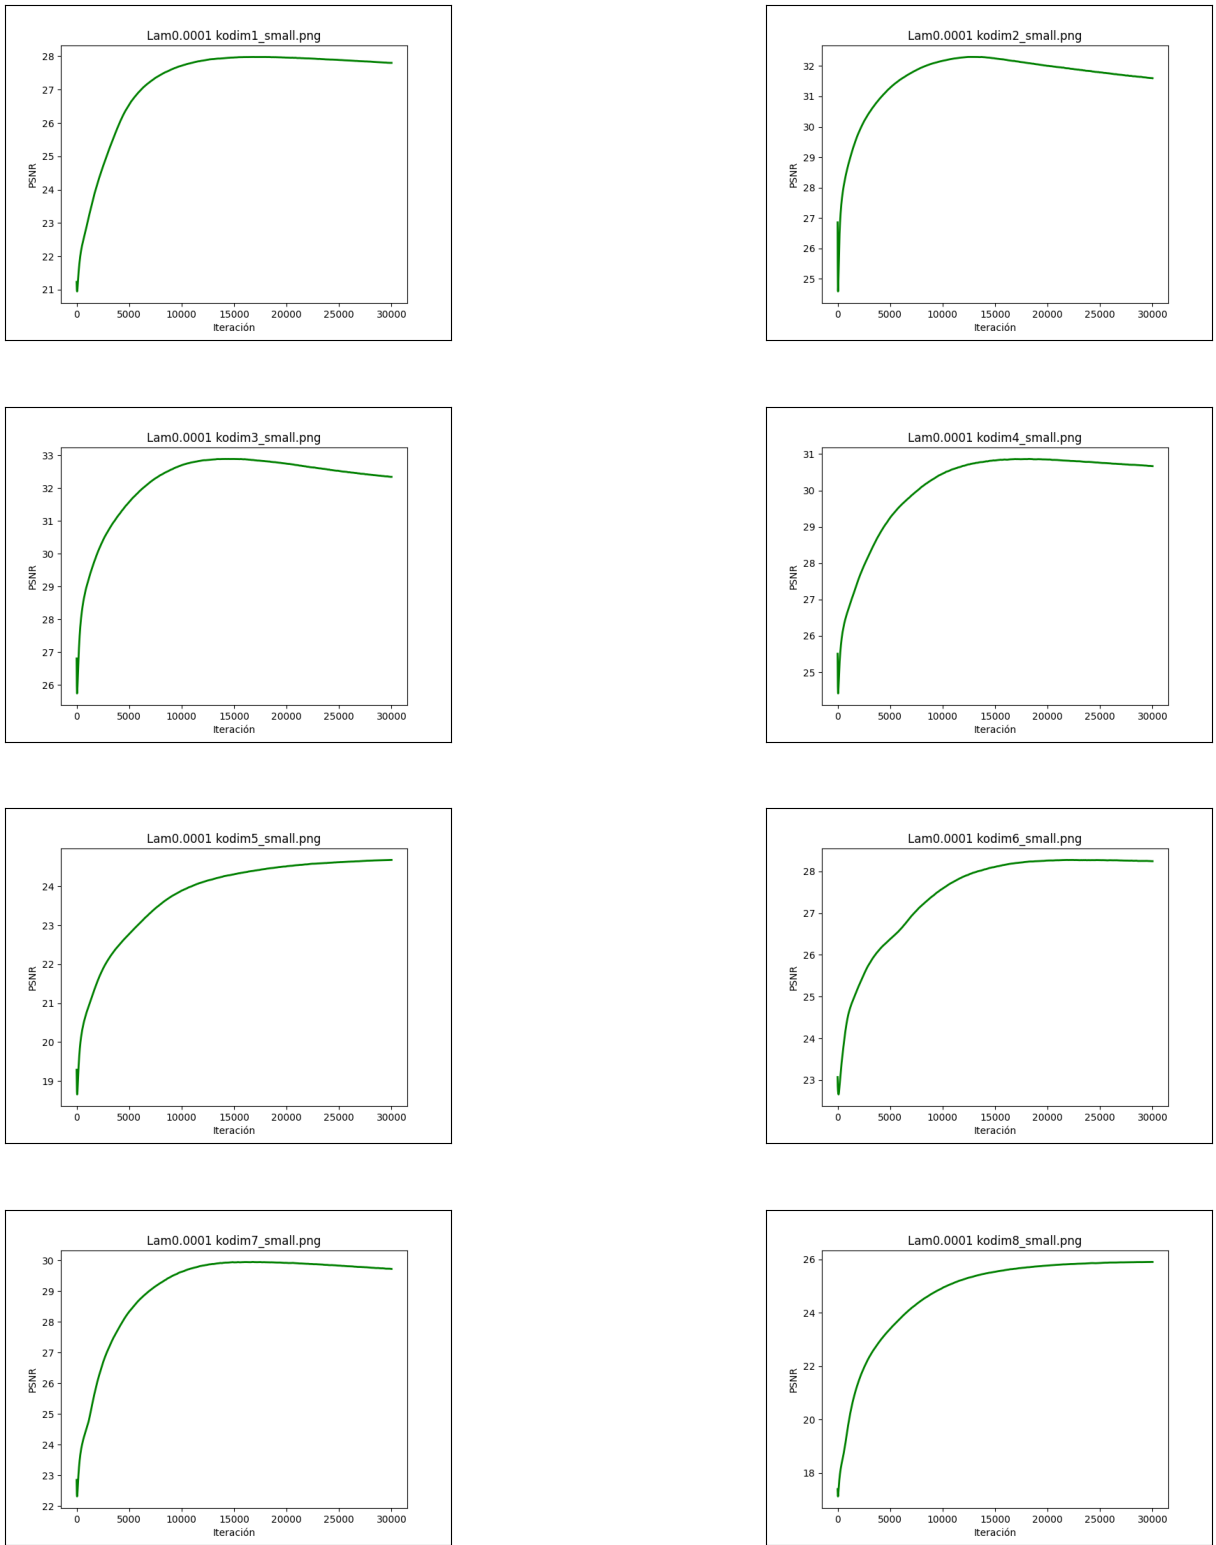 Lam0.0001 kodim1_small.png
28
27
26
25
24
23
22
21
PSNR
0 5000 10000 15000 20000 25000 30000
Iteración
Lam0.0001 kodim2_small.png
32
31
30
29
28
27
26
25
PSNR
0 5000 10000 15000 20000 25000 30000
Iteración
Lam0.0001 kodim3_small.png
33
32
31
30
29
28
27
26
PSNR
0 5000 10000 15000 20000 25000 30000
Iteración
Lam0.0001 kodim4_small.png
31
30
29
28
27
26
25
PSNR
0 5000 10000 15000 20000 25000 30000
Iteración
Lam0.0001 kodim5_small.png
24
23
22
21
20
19
PSNR
0 5000 10000 15000 20000 25000 30000
Iteración
Lam0.0001 kodim6_small.png
28
27
26
25
24
23
PSNR
0 5000 10000 15000 20000 25000 30000
Iteración
Lam0.0001 kodim7_small.png
30
29
28
27
26
25
24
23
22
PSNR
0 5000 10000 15000 20000 25000 30000
Iteración
Lam0.0001 kodim8_small.png
26
24
22
20
18
PSNR
0 5000 10000 15000 20000 25000 30000
Iteración